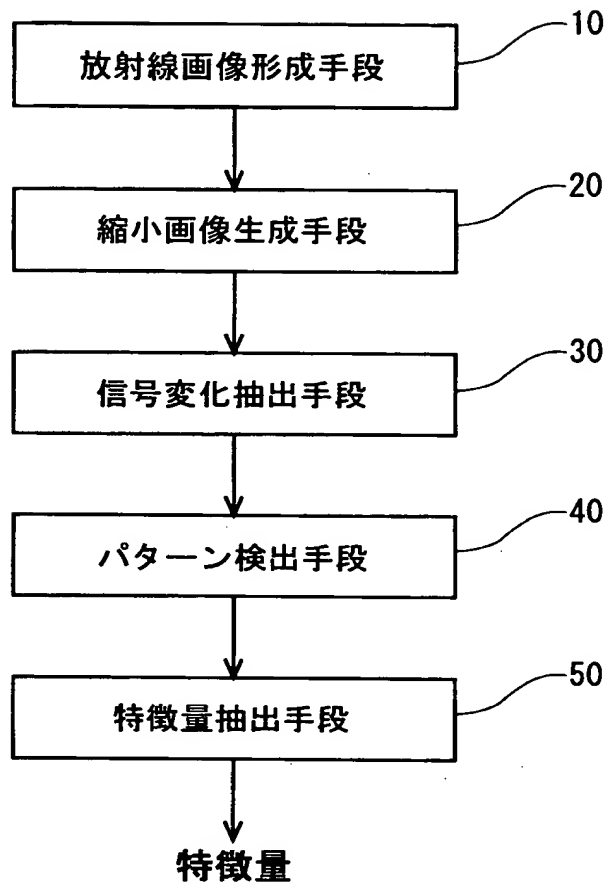 10
放射線画像形成手段
20
縮小画像生成手段
30
信号変化抽出手段
40
パターン検出手段
50
特徴量抽出手段
特徴量